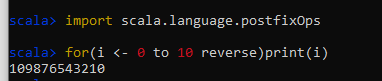 scala> import scala.language.postfixOps
scala> for(i <- 0 to 10 reverse)print(i)
109876543210